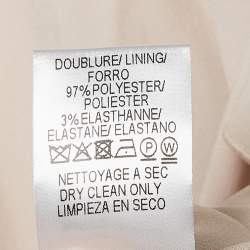 DOUBLURE/ LINING/
FORRO
97% POLYESTER/
POLIESTER
3% ELASTHANNE/
ELASTANE/ ELASTANO
NETTOYAGE A SEC
DRY CLEAN ONLY
LIMPIEZA EN SECO